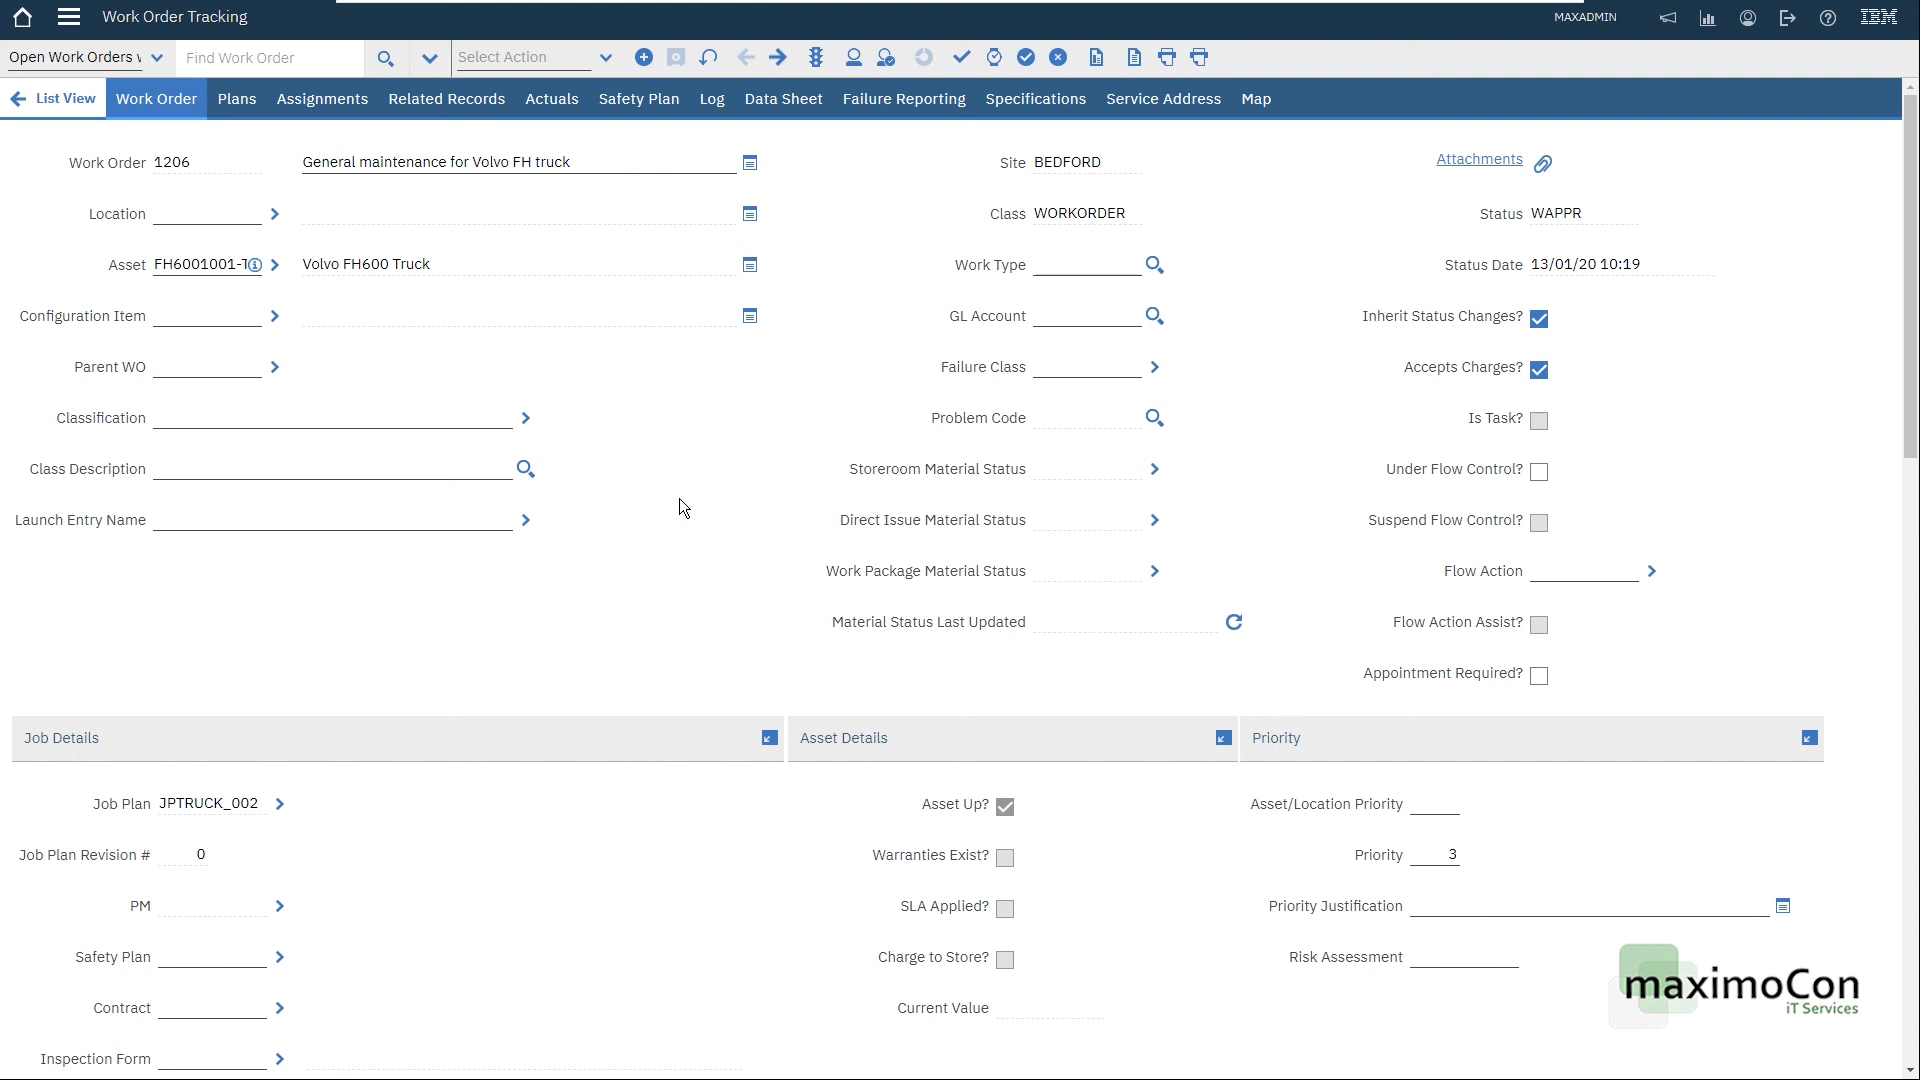 Work Order Tracking
MAXADMIN
IBM
Open Work Orders
Find Work Order
Select Action
List View
Work Order
Plans
Assignments
Related Records
Actuals
Safety Plan
Log
Data Sheet
Failure Reporting
Specifications
Service Address
Map
Work Order 1206 General maintenance for Volvo FH truck
Site BEDFORD
Attachments
Location
Class WORKORDER
Status WAPPR
Asset FH6001001-T Volvo FH600 Truck
Work Type
Status Date 13/01/20 10:19
Configuration Item
GL Account
Inherit Status Changes?
Parent WO
Failure Class
Accepts Charges?
Classification
Problem Code
Is Task?
Class Description
Storeroom Material Status
Under Flow Control?
Launch Entry Name
Direct Issue Material Status
Suspend Flow Control?
Work Package Material Status
Flow Action
Material Status Last Updated
Flow Action Assist?
Appointment Required?
Job Details
Asset Details
Priority
Job Plan JPTRUCK_002
Asset Up?
Asset/Location Priority
Job Plan Revision # 0
Warranties Exist?
Priority 3
PM
SLA Applied?
Priority Justification
Safety Plan
Charge to Store?
Risk Assessment
Contract
Current Value
Inspection Form
maximoCon
iT Services